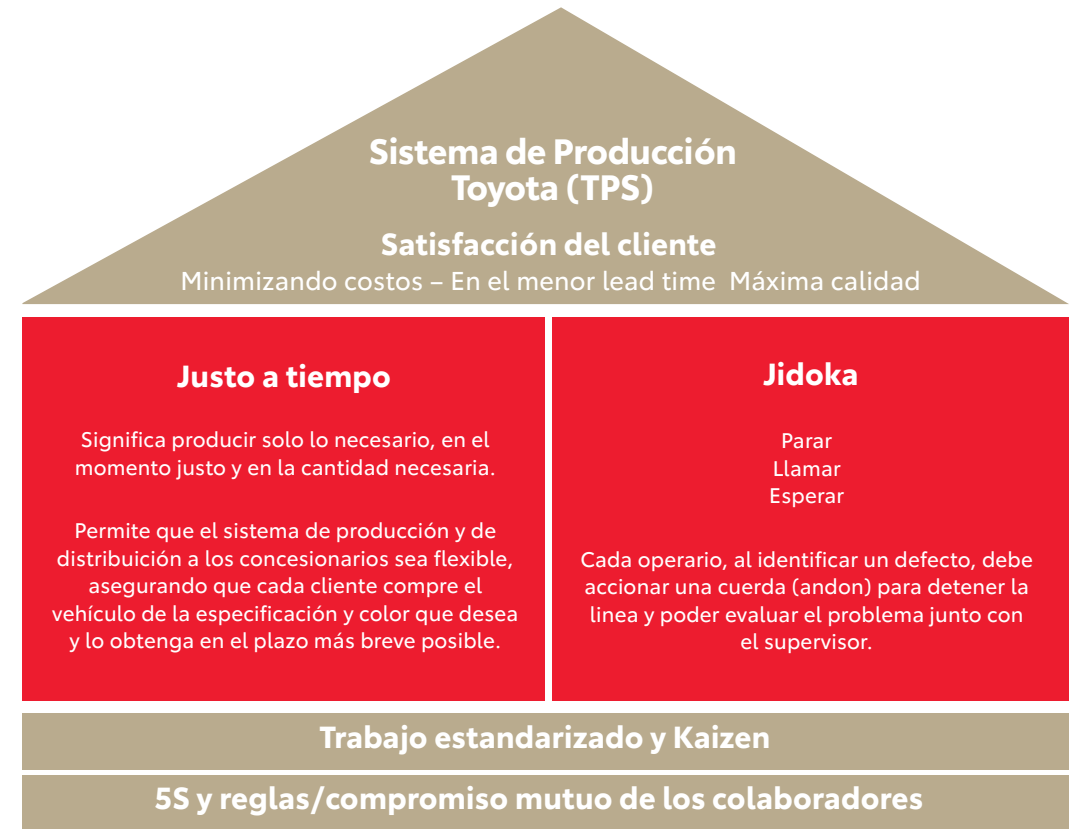 Sistema de Producción
Toyota (TPS)
Satisfacción del cliente
Minimizando costos – En el menor lead time Máxima calidad
Justo a tiempo
Significa producir solo lo necesario, en el
momento justo y en la cantidad necesaria.
Permite que el sistema de producción y de
distribuición a los concesionarios sea flexible,
asegurando que cada cliente compre el
vehículo de la especificación y color que desea
y lo obtenga en el plazo más breve posible.
Jidoka
Parar
Llamar
Esperar
Cada operario, al identificar un defecto, debe
accionar una cuerda (andon) para detener la
linea y poder evaluar el problema junto con
el supervisor.
Trabajo estandarizado y Kaizen
5S y reglas/compromiso mutuo de los colaboradores